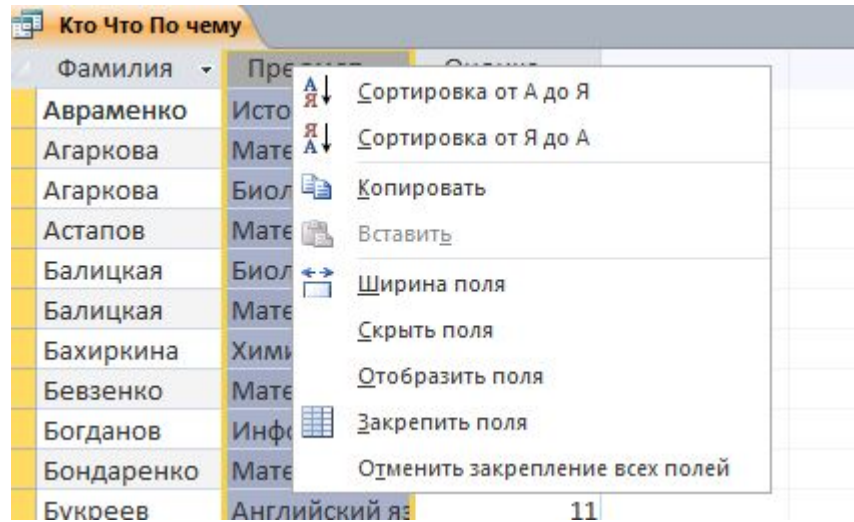 Кто Что По чему
Фамилия
Сортировка от А до Я
Сортировка от Я до А
Копировать
Вставить
Ширина поля
Скрыть поля
Отобразить поля
Закрепить поля
Отменить закрепление всех полей
Авраменко Исто
Агаркова Мате
Агаркова Биол
Астапов Мате
Балицкая Биол
Балицкая Мате
Бахиркина Хими
Бевзенко Мате
Богданов Инфо
Бондаренко Мате
Букреев Английский яз 11